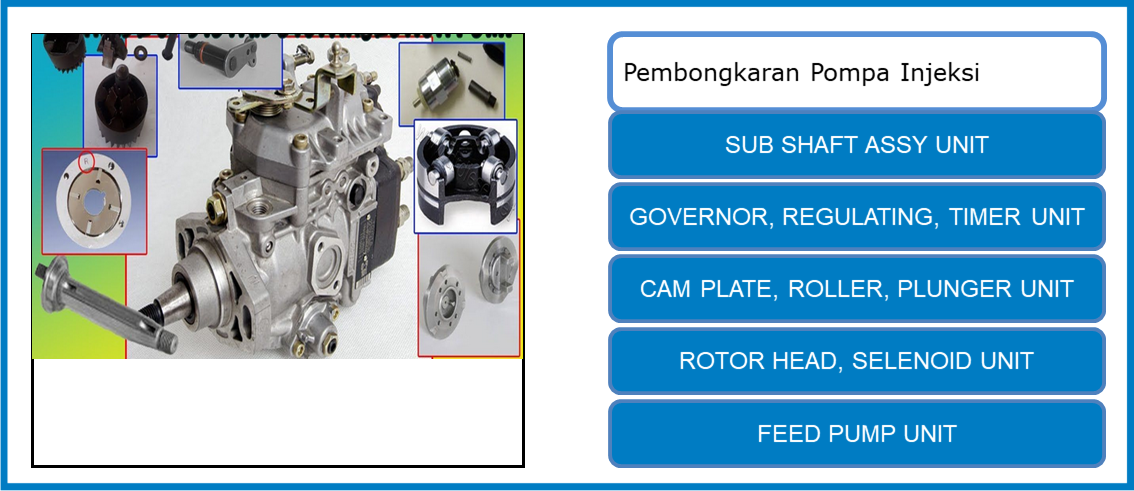 Pembongkaran Pompa Injeksi
SUB SHAFT ASSY UNIT
GOVERNOR, REGULATING, TIMER UNIT
CAM PLATE, ROLLER, PLUNGER UNIT
ROTOR HEAD, SELENOID UNIT
FEED PUMP UNIT
R